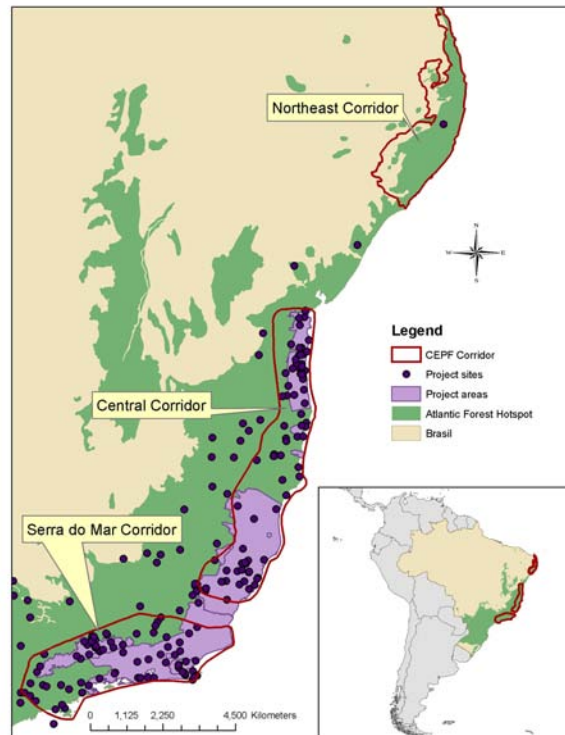 Northeast Corridor
N
W E
S
Legend
CEPF Corridor
Project sites
Project areas
Atlantic Forest Hotspot
Brasil
Central Corridor
Serra do Mar Corridor
0 1,125 2,250 4,500 Kilometers